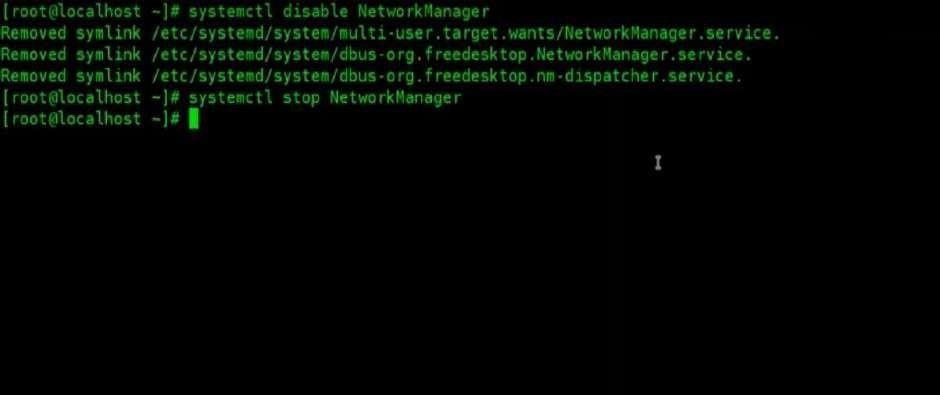 [root@localhost ~]# systemctl disable NetworkManager
Removed symlink /etc/systemd/system/multi-user.target.wants/NetworkManager.service.
Removed symlink /etc/systemd/system/dbus-org.freedesktop.NetworkManager.service.
Removed symlink /etc/systemd/system/dbus-org.freedesktop.nm-dispatcher.service.
[root@localhost ~]# systemctl stop NetworkManager
[root@localhost ~]#